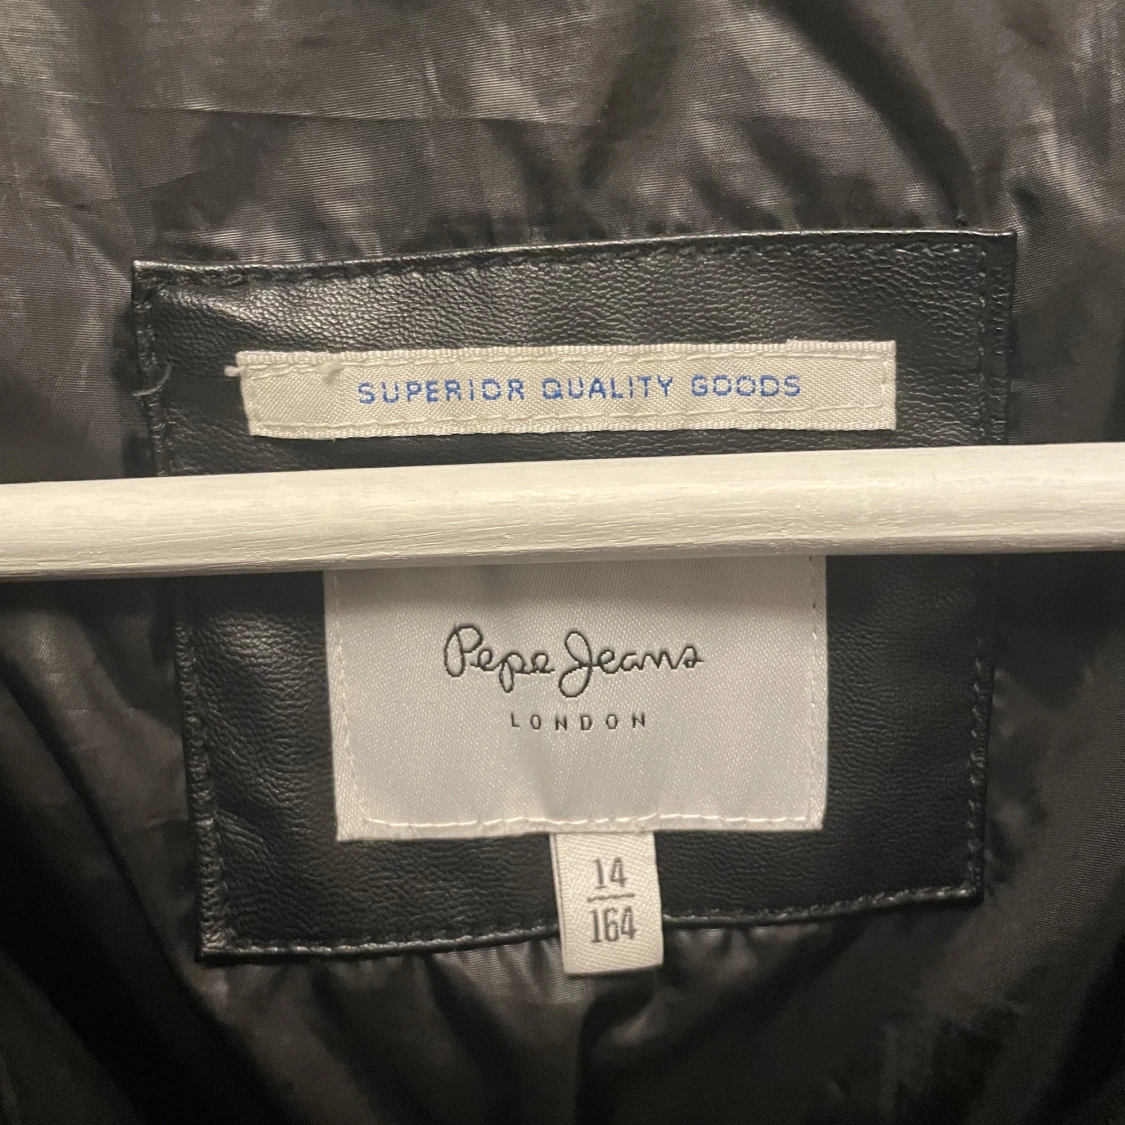 SUPERIOR QUALITY GOODS
Pepe Jeans
LONDON
14
164